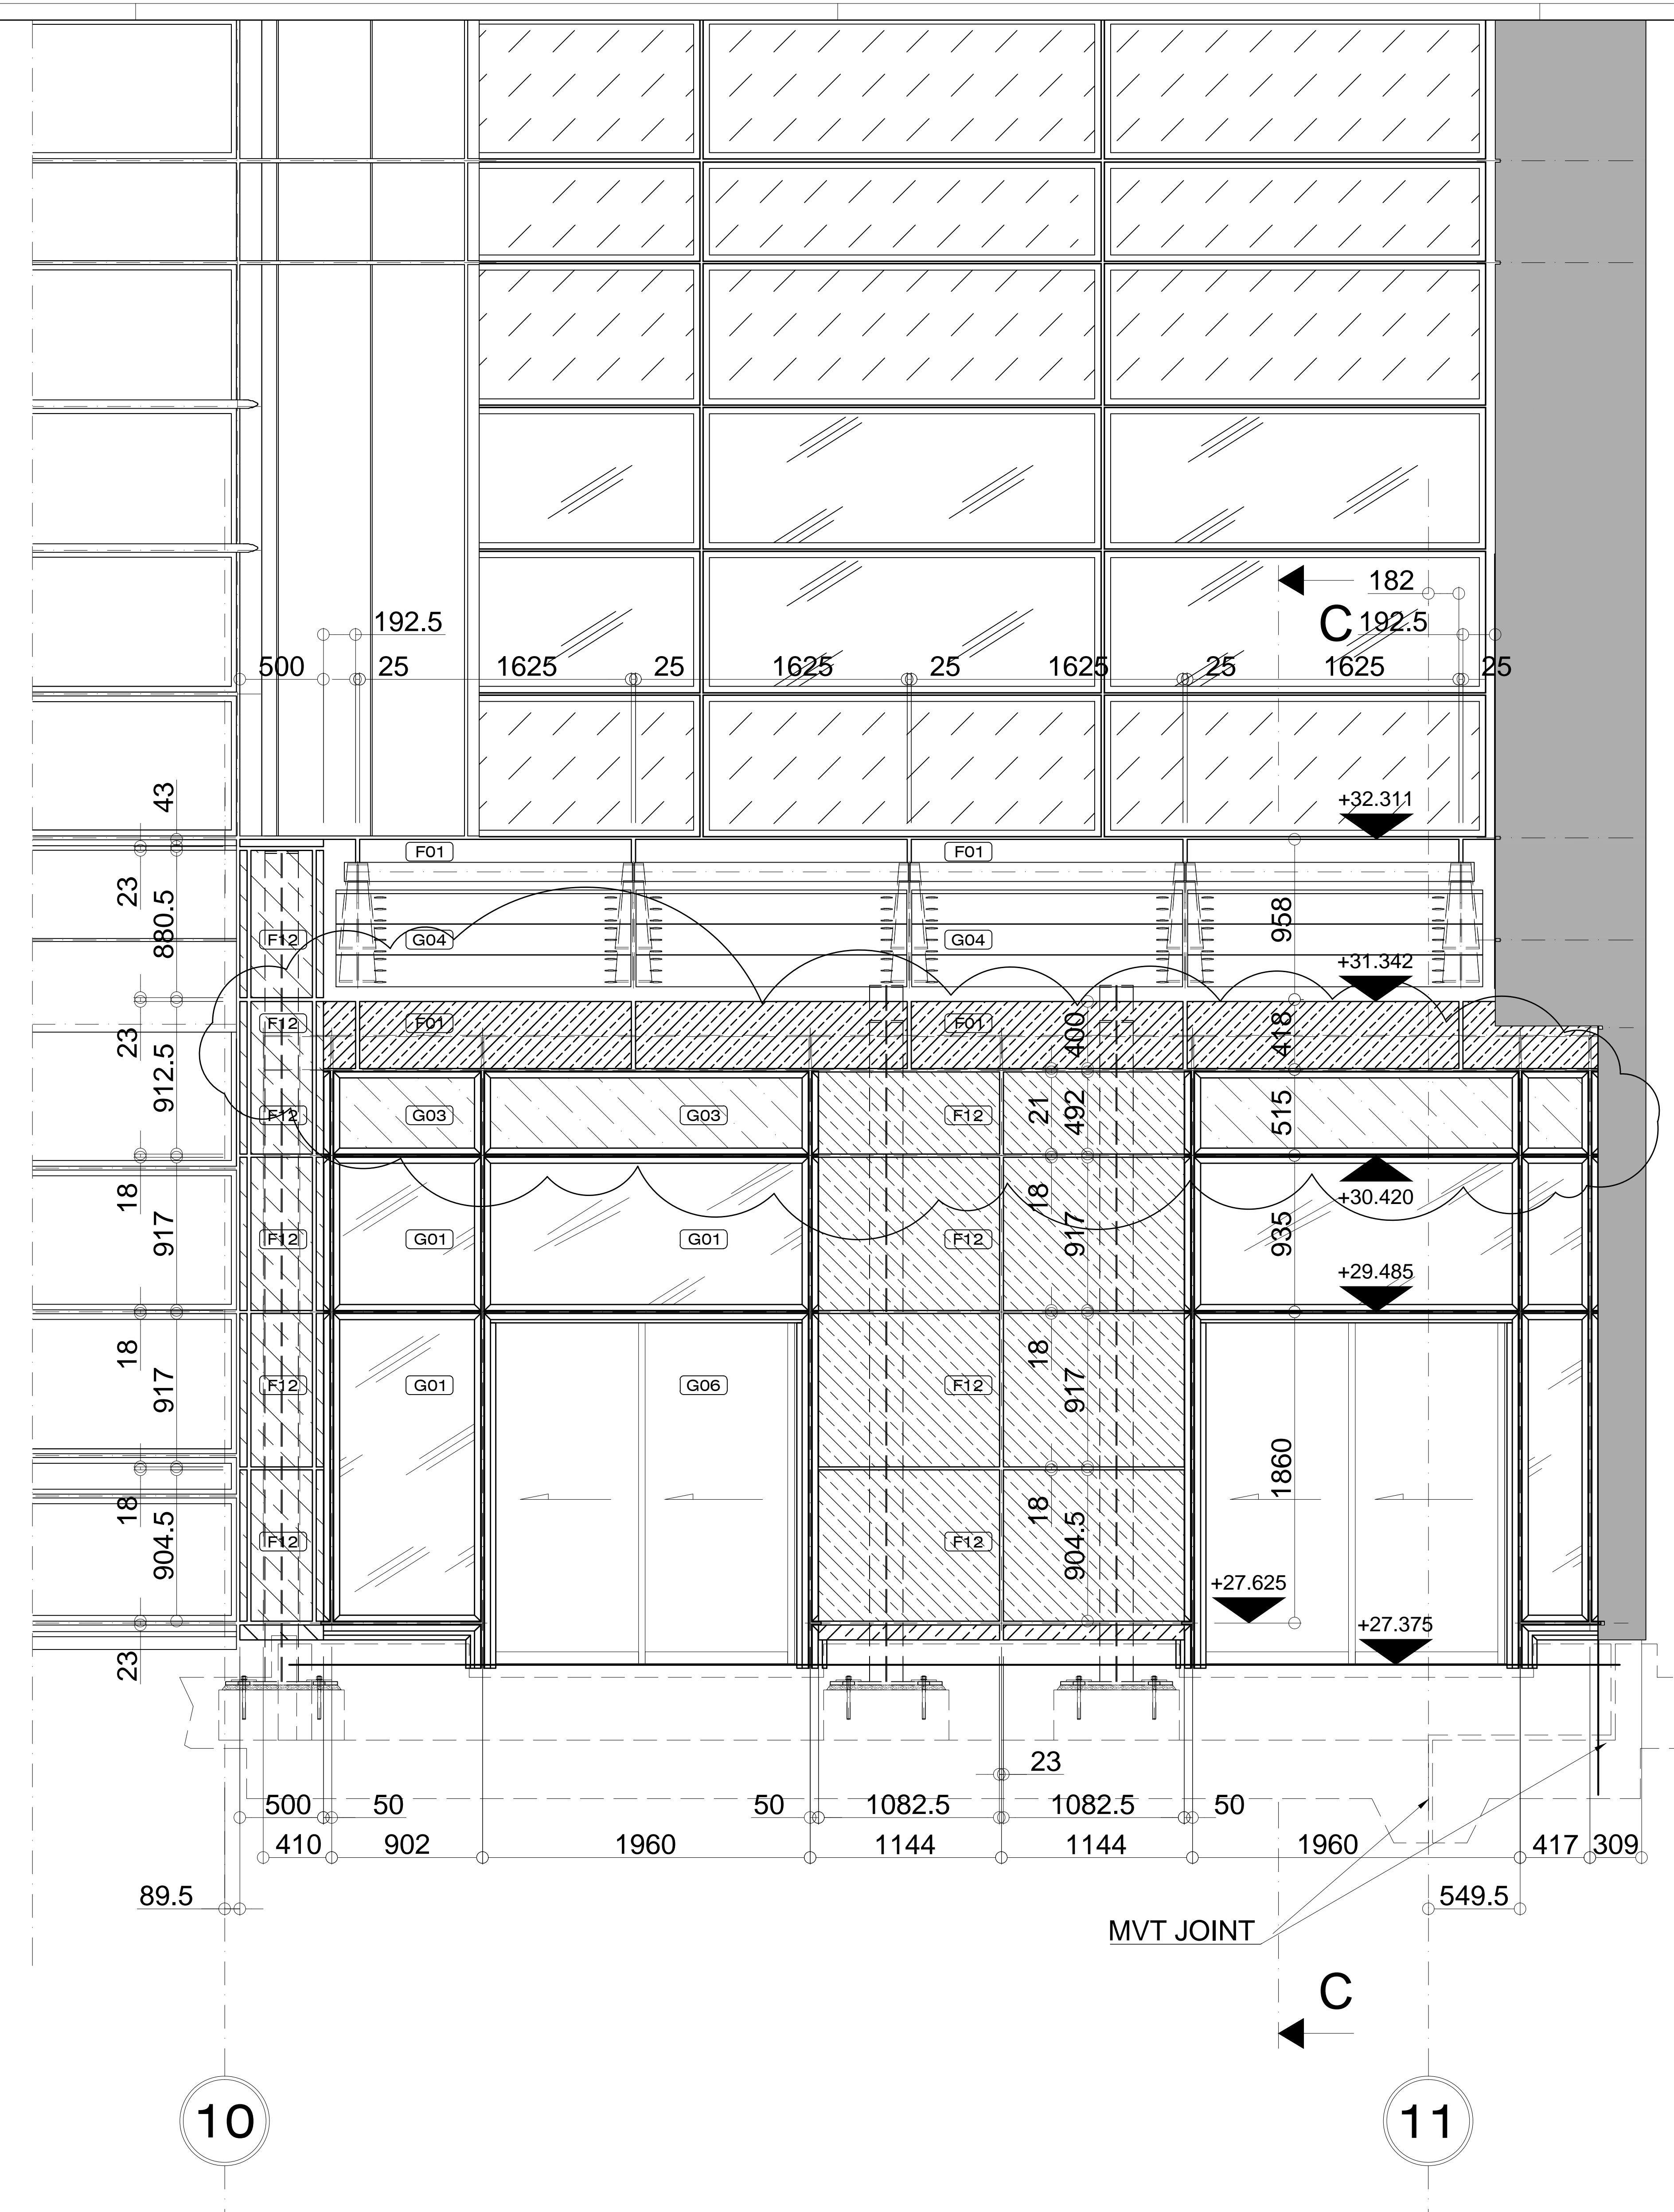 182
192.5
C 192.5
500 25 1625 25 1625 25 1625 25 1625 25
43
+32.311
F01 F01
23
880.5
958
F12 G04 G04
+31.342
F12 F01 F01
23
912.5
400
418
F12 G03 G03 F12
21
492
515
18
917
18
917
+30.420
935
F12 G01 G01 F12
+29.485
18
917
18
917
F12 G01 G06 F12
1860
18
904.5
18
904.5
F12 F12
+27.625
+27.375
23
23
500 50 50 1082.5 1082.5 50
410 902 1960 1144 1144 1960 417 309
89.5 549.5
MVT JOINT
C
10 11